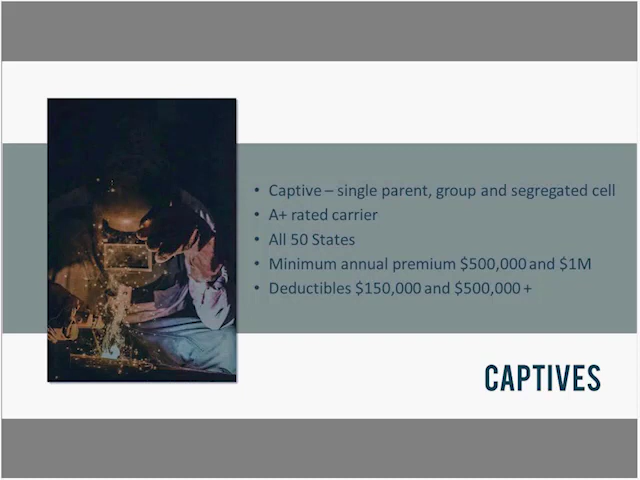 • Captive – single parent, group and segregated cell
• A+ rated carrier
• All 50 States
• Minimum annual premium $500,000 and $1M
• Deductibles $150,000 and $500,000 +
CAPTIVES